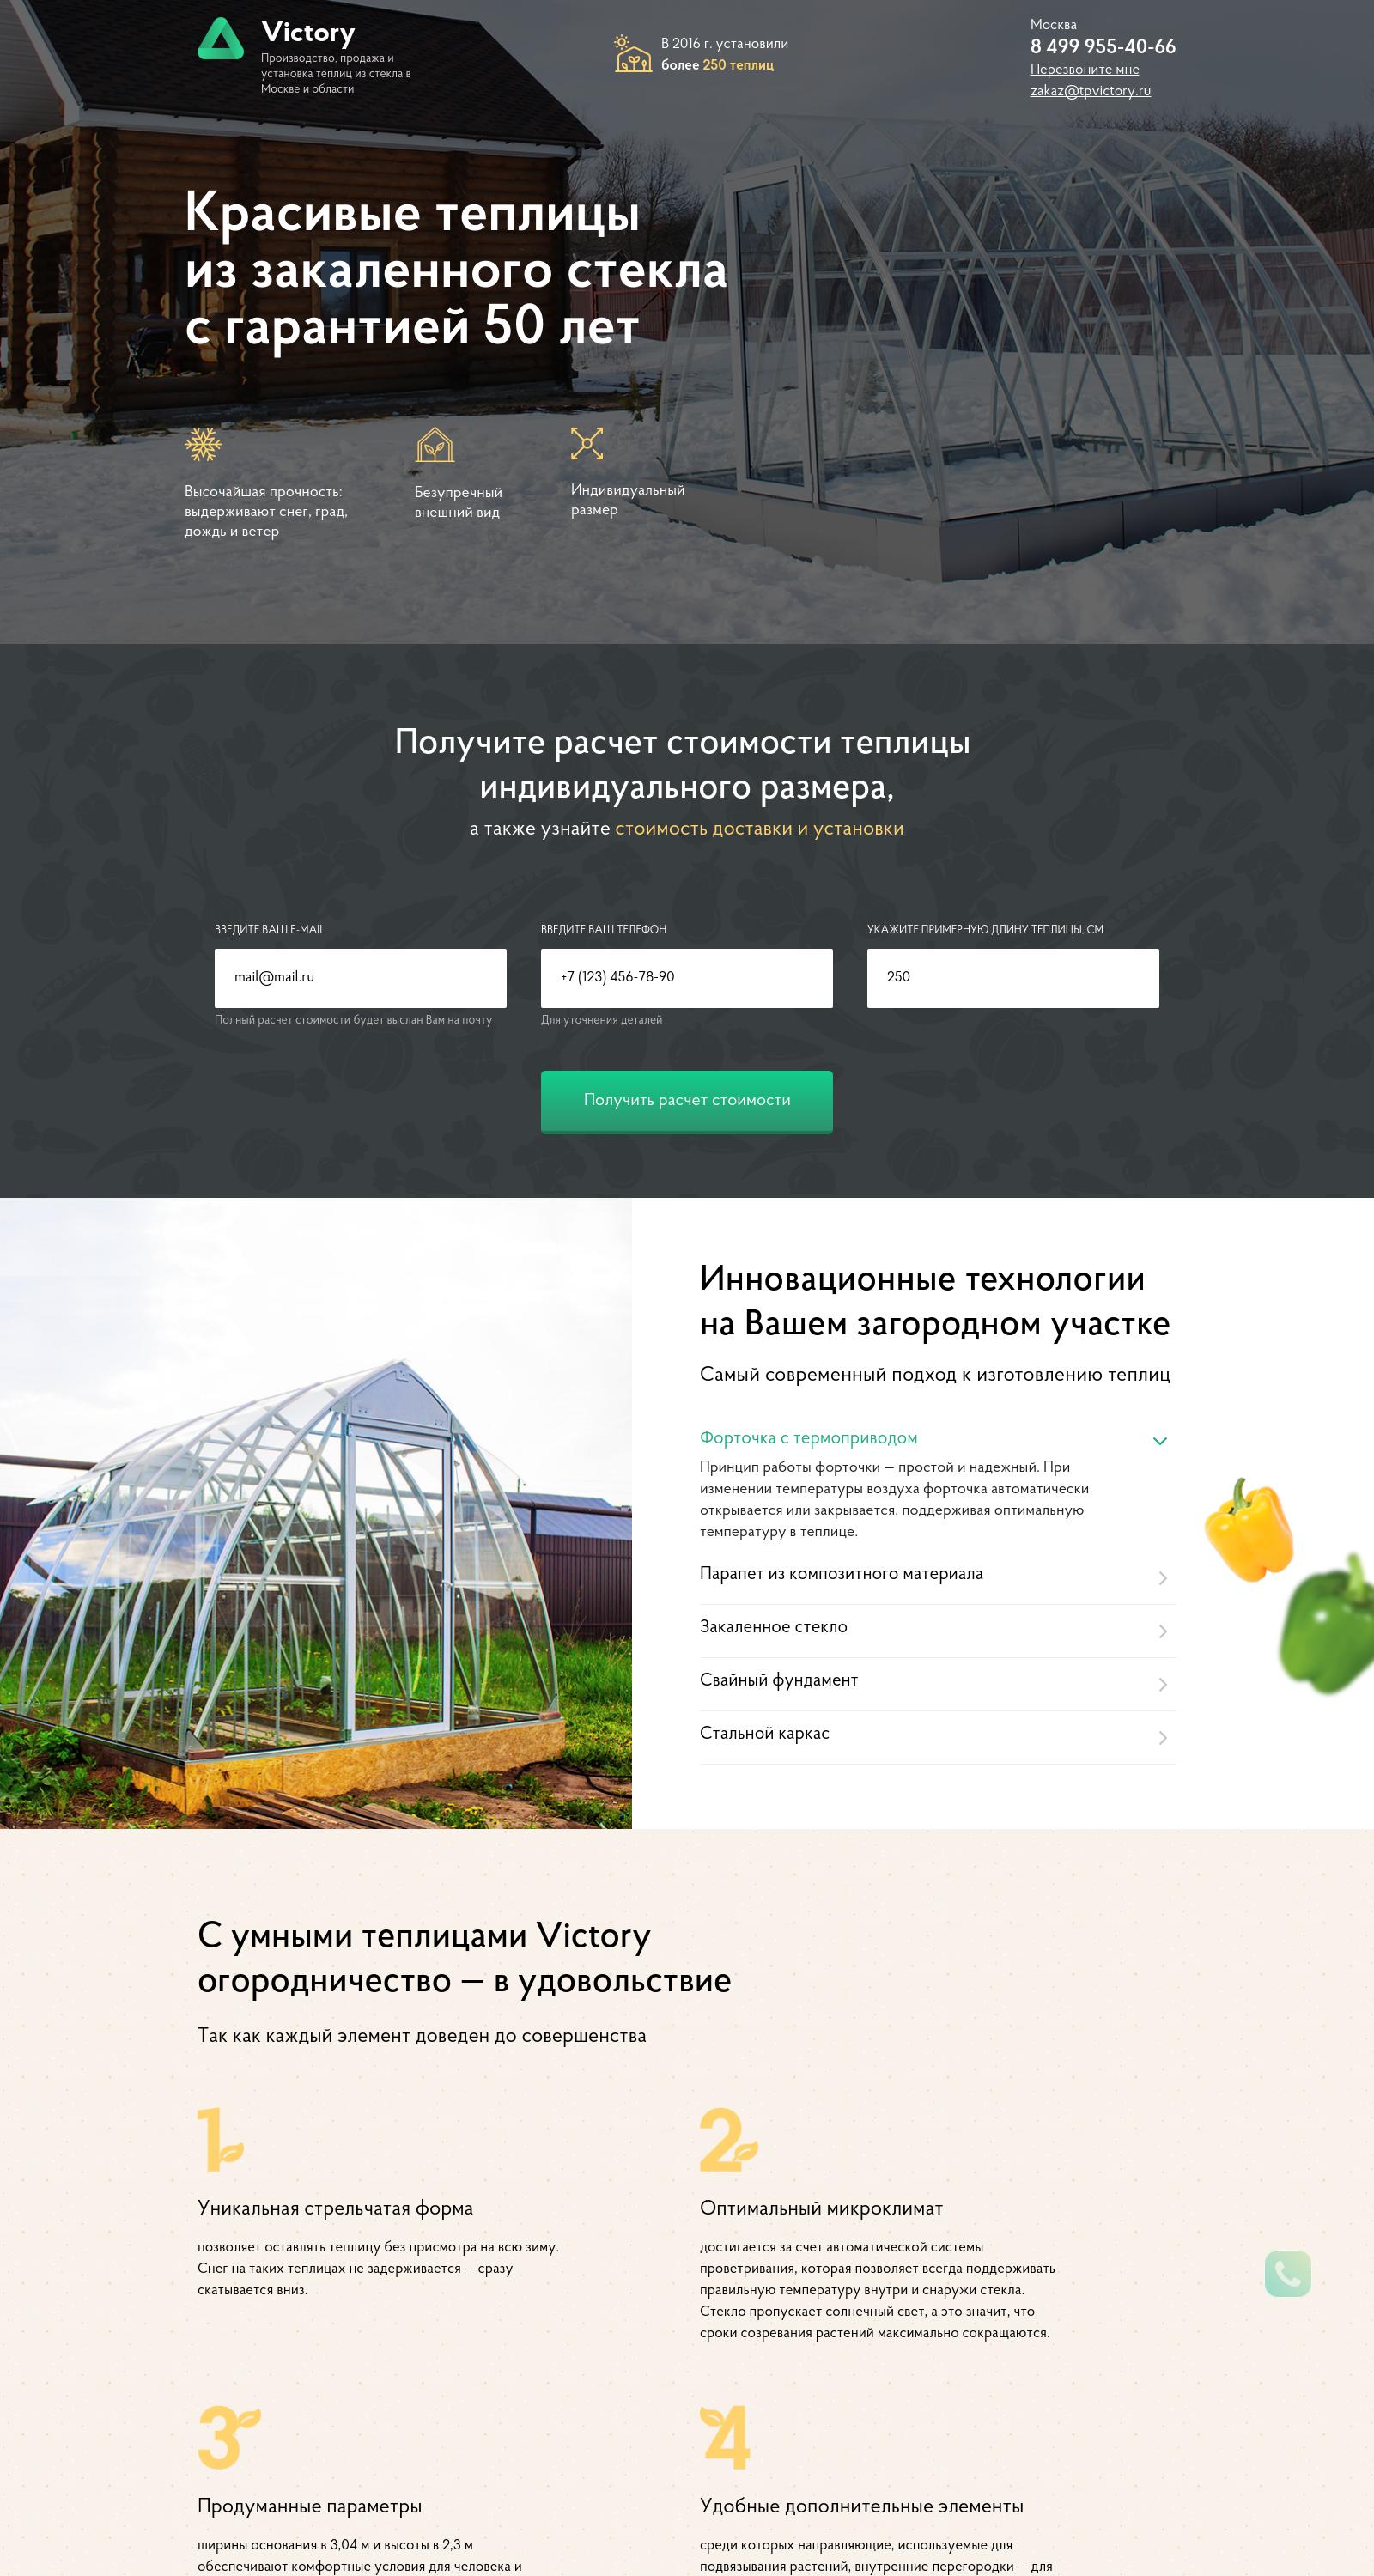 Victory
Производство, продажа и
установка теплиц из стекла в
Москве и области
В 2016 г. установили
более 250 теплиц
Москва
8 499 955-40-66
Перезвоните мне
zakaz@tpvictory.ru
Красивые теплицы
из закаленного стекла
с гарантией 50 лет
Высочайшая прочность:
выдерживают снег, град,
дождь и ветер
Безупречный
внешний вид
Индивидуальный
размер
Получите расчет стоимости теплицы
индивидуального размера,
а также узнайте стоимость доставки и установки
ВВЕДИТЕ ВАШ E-MAIL
mail@mail.ru
Полный расчет стоимости будет выслан Вам на почту
ВВЕДИТЕ ВАШ ТЕЛЕФОН
+7 (123) 456-78-90
Для уточнения деталей
УКАЖИТЕ ПРИМЕРНУЮ ДЛИНУ ТЕПЛИЦЫ, СМ
250
Получить расчет стоимости
Инновационные технологии
на Вашем загородном участке
Самый современный подход к изготовлению теплиц
Форточка с термоприводом
Принцип работы форточки — простой и надежный. При
изменении температуры воздуха форточка автоматически
открывается или закрывается, поддерживая оптимальную
температуру в теплице.
Парапет из композитного материала
Закаленное стекло
Свайный фундамент
Стальной каркас
С умными теплицами Victory
огородничество — в удовольствие
Так как каждый элемент доведен до совершенства
1
Уникальная стрельчатая форма
позволяет оставлять теплицу без присмотра на всю зиму.
Снег на таких теплицах не задерживается — сразу
скатывается вниз.
2
Оптимальный микроклимат
достигается за счет автоматической системы
проветривания, которая позволяет всегда поддерживать
правильную температуру внутри и снаружи стекла.
Стекло пропускает солнечный свет, а это значит, что
сроки созревания растений максимально сокращаются.
3
Продуманные параметры
ширины основания в 3,04 м и высоты в 2,3 м
обеспечивают комфортные условия для человека и
4
Удобные дополнительные элементы
среди которых направляющие, используемые для
подвязывания растений, внутренние перегородки — для